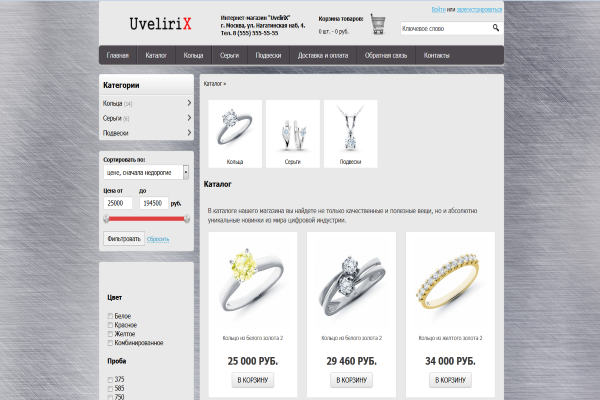 Войти или зарегистрироваться
UveliriX
Интернет-магазин "UveliriX"
г. Москва, ул. Нагатинская наб, 4.
Тел. 8 (555) 555-55-55
Корзина товаров:
0 шт. - 0 руб.
Ключевое слово
Главная Каталог Кольца Серьги Подвески Доставка и оплата Обратная связь Контакты
Категории
Кольца (14)
Серьги (6)
Подвески
Сортировать по:
цене, сначала недорогие
Цена от до
25000 194500 руб.
Фильтровать Сбросить
Цвет
Белое
Красное
Желтое
Комбинированное
Проба
375
585
750
Каталог »
Кольца Серьги Подвески
Каталог
В каталоге нашего магазина вы найдете не только качественные и полезные вещи, но и абсолютно
уникальные новинки из мира цифровой индустрии.
Кольцо из белого золота 2 Кольцо из белого золота 2 Кольцо из желтого золота 2
25 000 РУБ. 29 460 РУБ. 34 000 РУБ.
В КОРЗИНУ В КОРЗИНУ В КОРЗИНУ